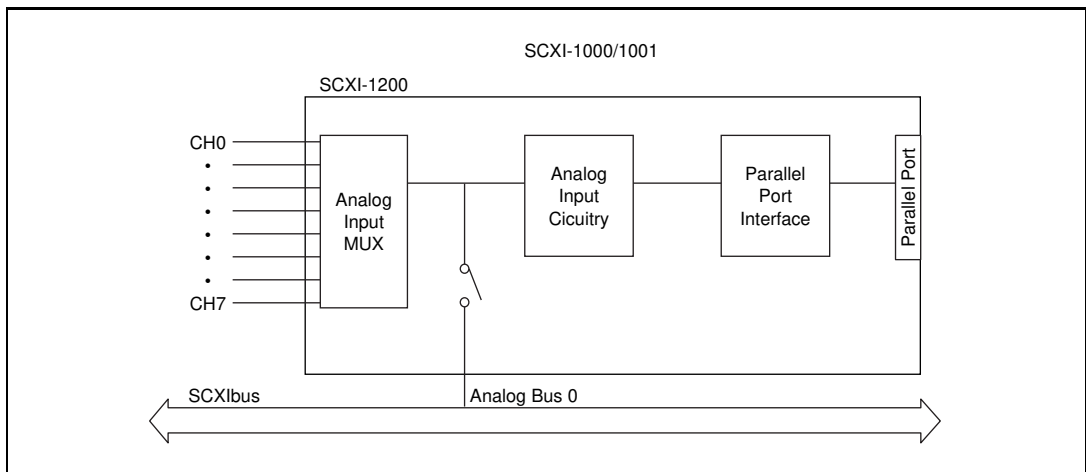 SCXI-1000/1001
SCXI-1200
CH0
•
•
•
•
•
•
CH7
Analog
Input
MUX
Analog
Input
Cicuitry
Parallel
Port
Interface
Parallel Port
SCXIbus
Analog Bus 0